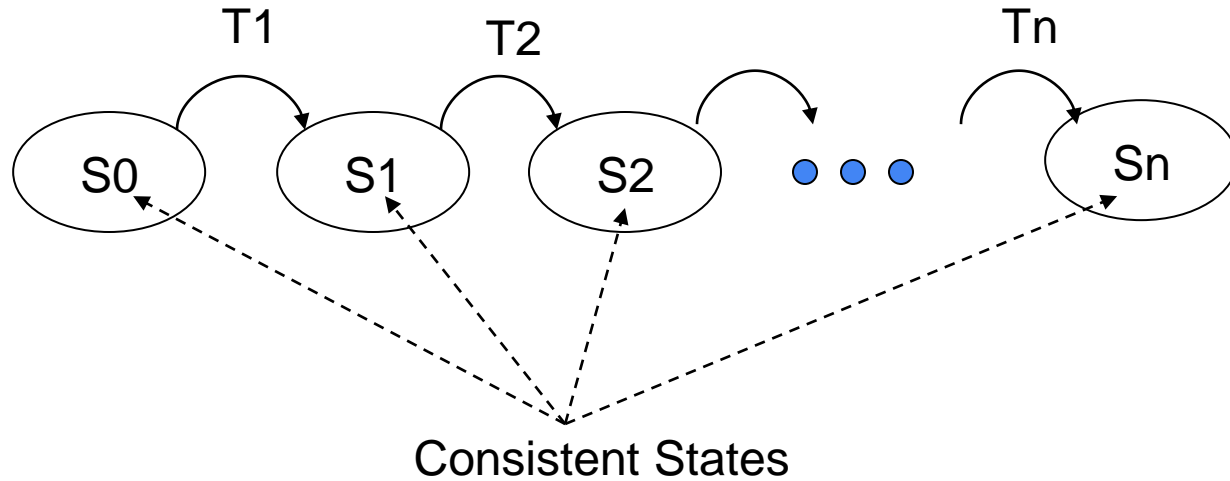 T1
T2
Tn
S0
S1
S2
Sn
Consistent States